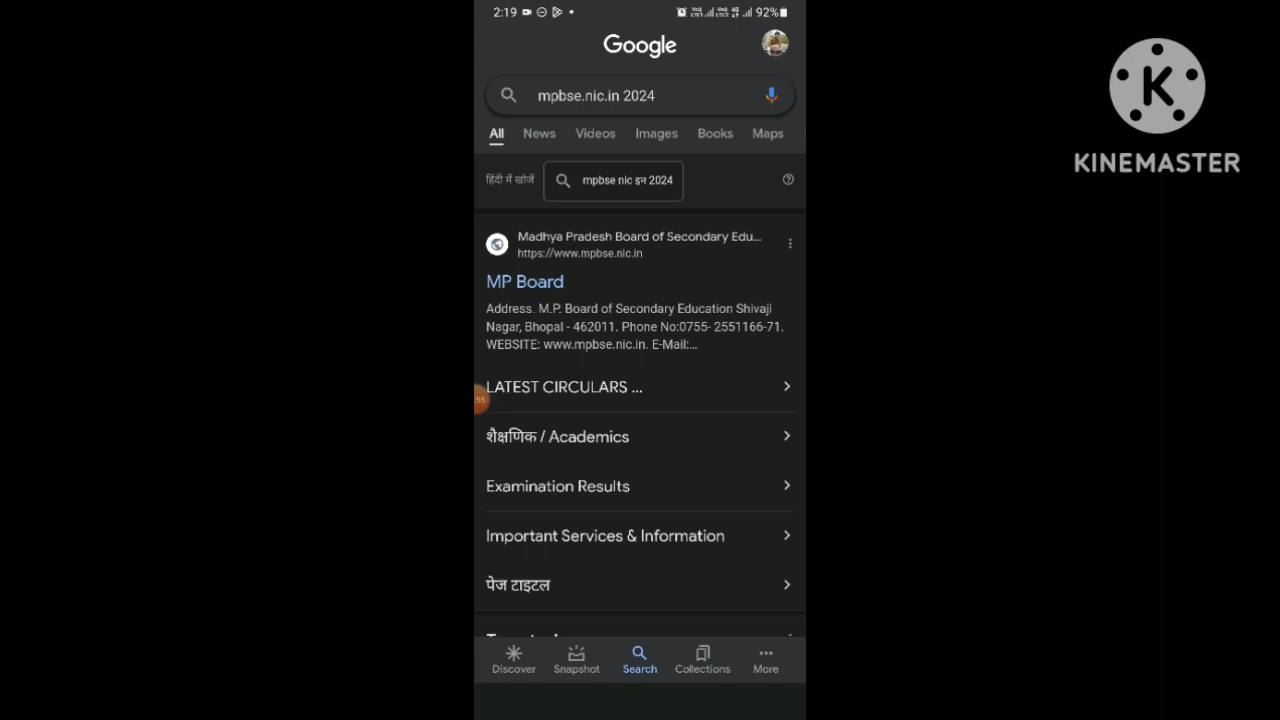 2:19
92%
Google
mpbse.nic.in 2024
All News Videos Images Books Maps
हिंदी में खोजें
mpbse nic इन 2024
Madhya Pradesh Board of Secondary Edu...
https://www.mpbse.nic.in
MP Board
Address. M.P. Board of Secondary Education Shivaji
Nagar, Bhopal - 462011. Phone No:0755- 2551166-71.
WEBSITE: www.mpbse.nic.in. E-Mail:...
LATEST CIRCULARS ...
55
शैक्षणिक / Academics
Examination Results
Important Services & Information
पेज टाइटल
Discover Snapshot Search Collections More
K
KINEMASTER